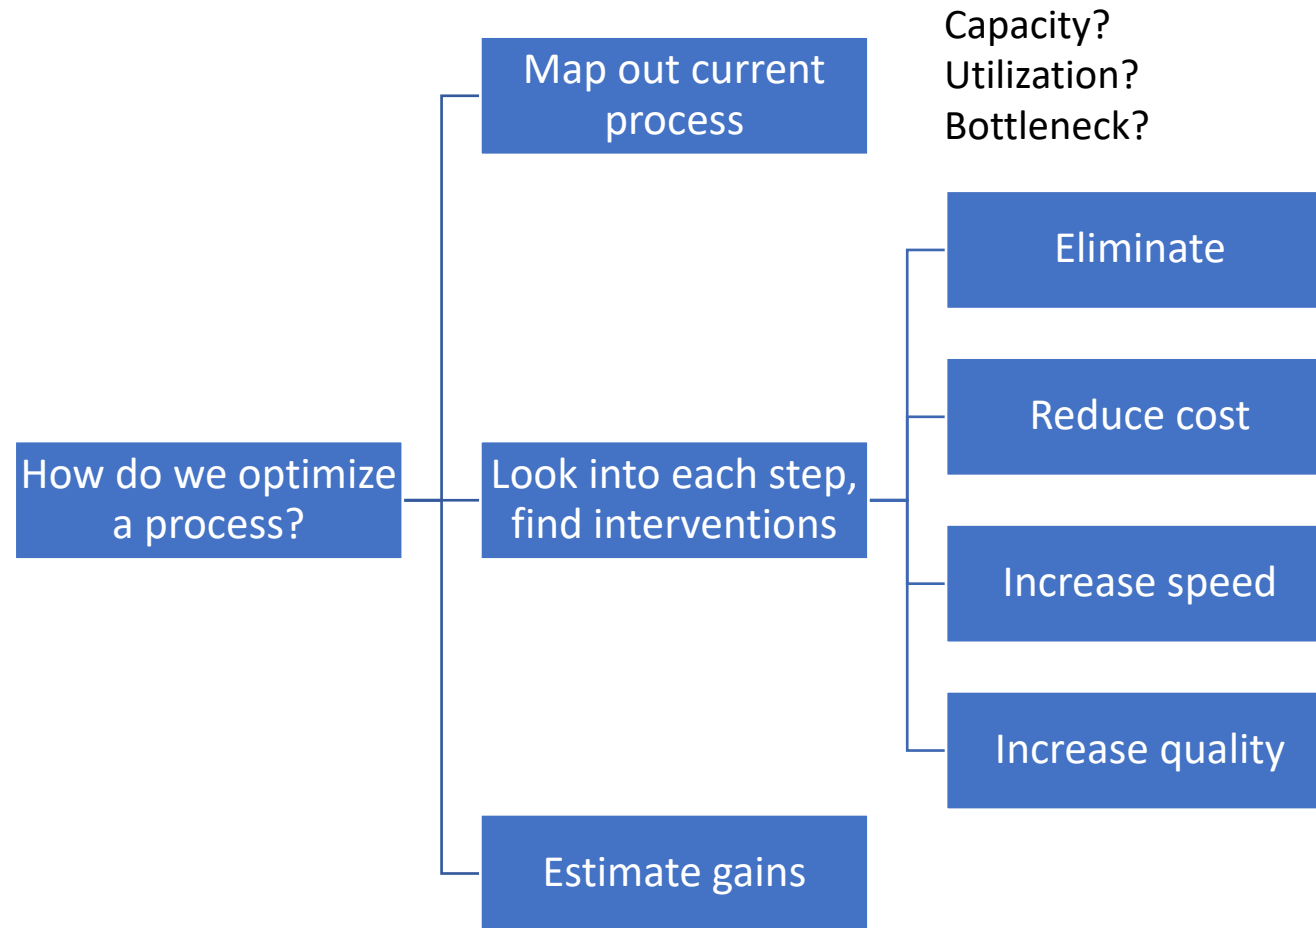 Capacity?
Utilization?
Bottleneck?
Map out current
process
Eliminate
Reduce cost
How do we optimize
a process?
Look into each step,
find interventions
Increase speed
Increase quality
Estimate gains